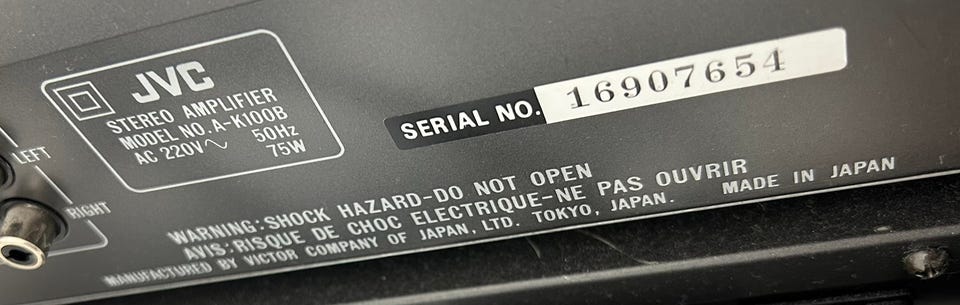 JVC
STEREO AMPLIFIER
MODEL NO. A-K100B
AC 220V~ 50Hz
75W
SERIAL NO. 16907654
LEFT
RIGHT
WARNING: SHOCK HAZARD-DO NOT OPEN
AVIS: RISQUE DE CHOC ELECTRIQUE-NE PAS OUVRIR
MANUFACTURED BY VICTOR COMPANY OF JAPAN, LTD. TOKYO, JAPAN. MADE IN JAPAN